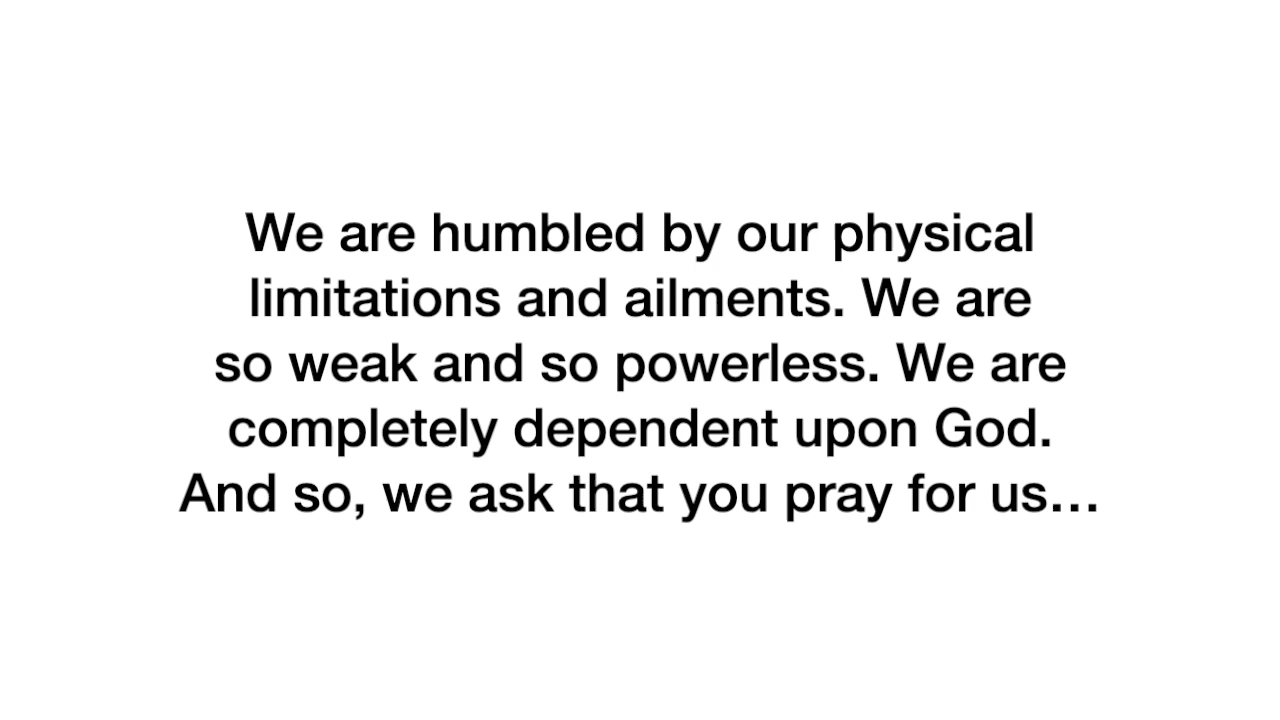 We are humbled by our physical
limitations and ailments. We are
so weak and so powerless. We are
completely dependent upon God.
And so, we ask that you pray for us…